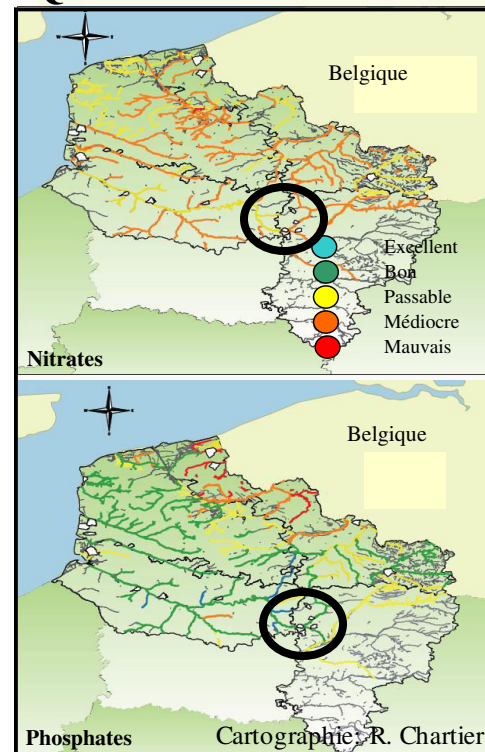 Q
Belgique
Excellent
Bon
Passable
Médiocre
Mauvais
Nitrates
Belgique
Phosphates
Cartographie: R. Chartier